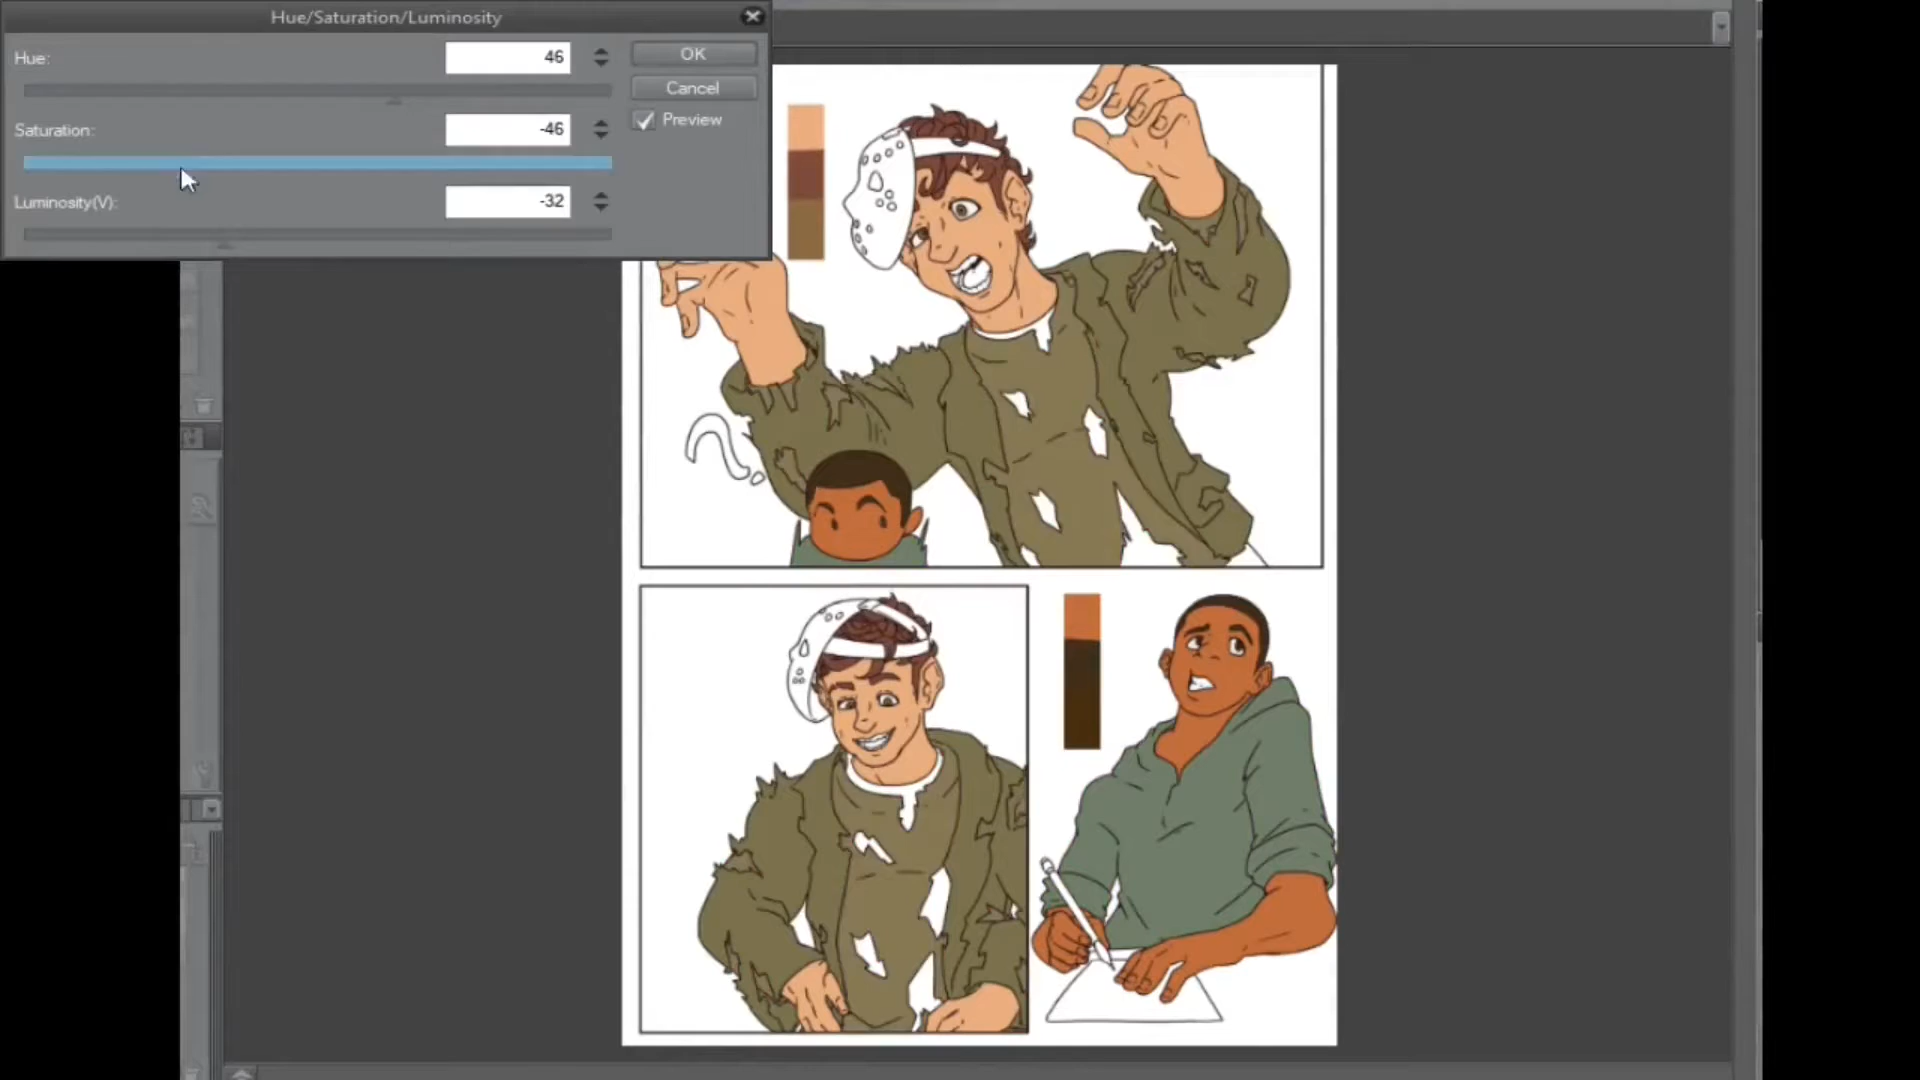 Hue/Saturation/Luminosity
Hue: 46
OK
Cancel
Saturation: -46
Preview
Luminosity(V): -32
?